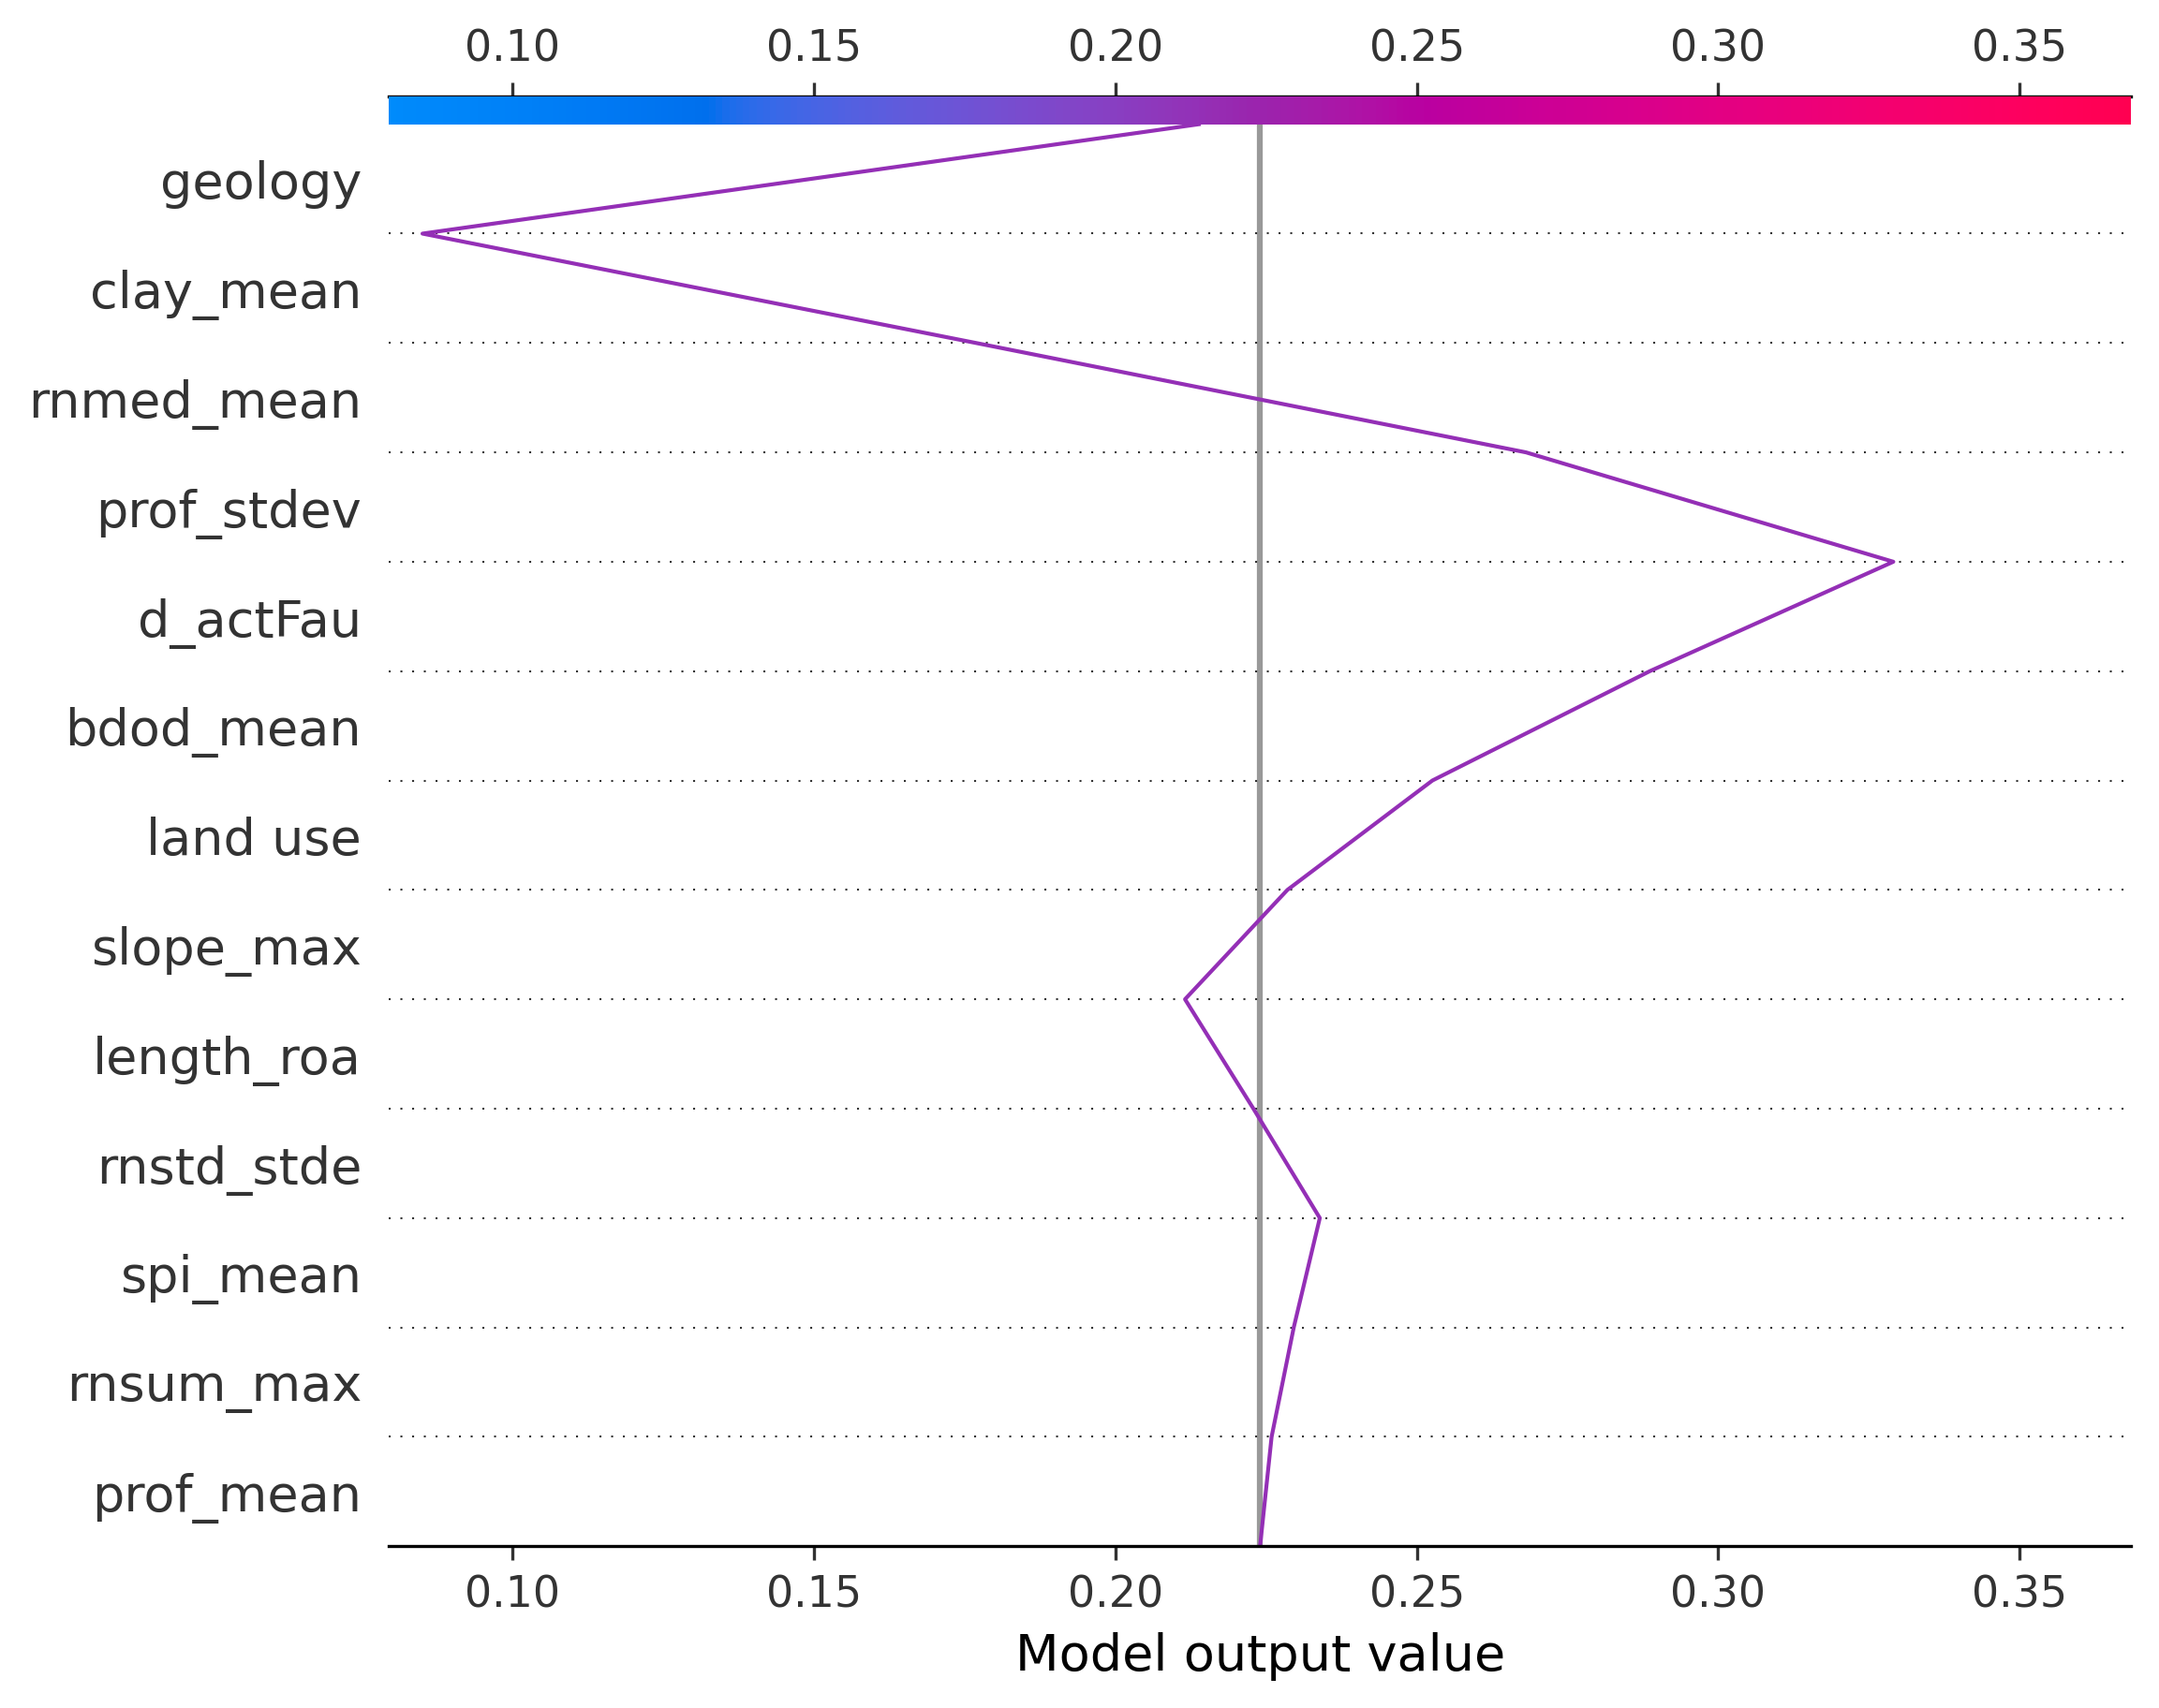 0.10 0.15 0.20 0.25 0.30 0.35
geology
clay_mean
rnmed_mean
prof_stdev
d_actFau
bdod_mean
land use
slope_max
length_roa
rnstd_stde
spi_mean
rnsum_max
prof_mean
0.10 0.15 0.20 0.25 0.30 0.35
Model output value